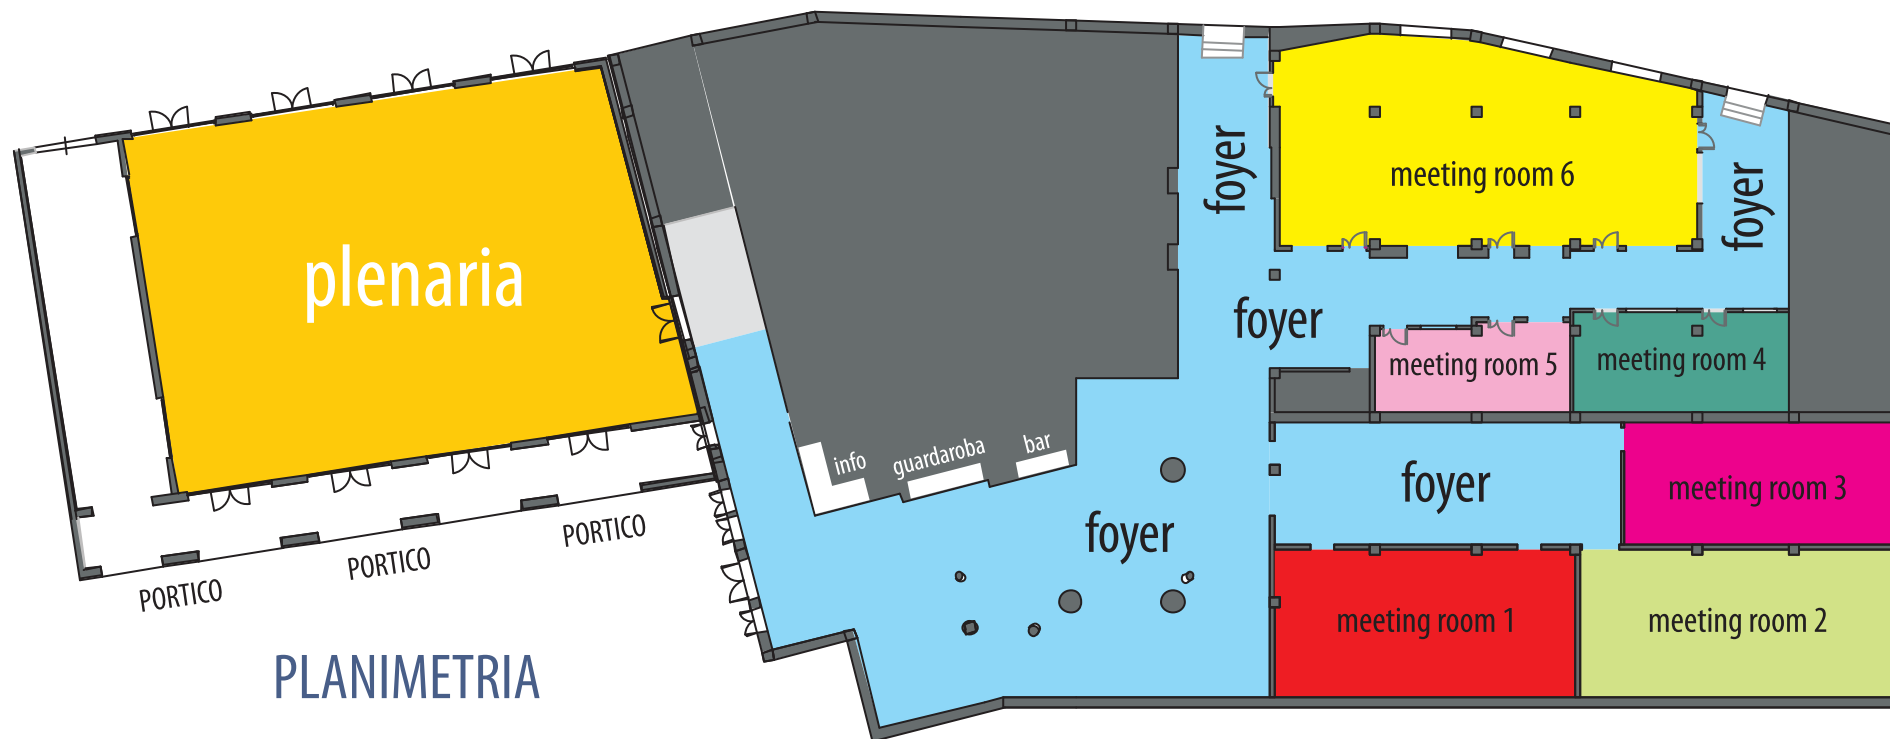 plenaria
PORTICO
PORTICO
PORTICO
PLANIMETRIA
info
guardaroba
bar
foyer
foyer
foyer
foyer
foyer
meeting room 6
meeting room 5
meeting room 4
meeting room 3
meeting room 1
meeting room 2